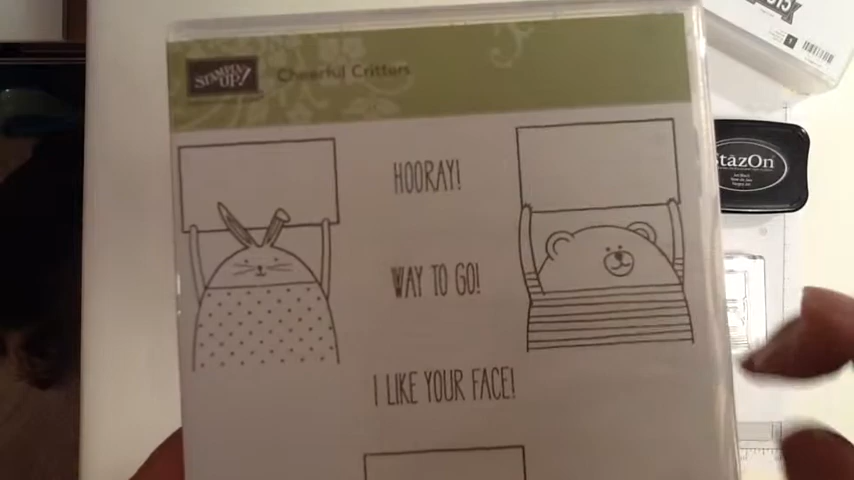 STAMPIN' UP!
Cheerful Critters
HOORAY!
WAY TO GO!
I LIKE YOUR FACE!
StazOn